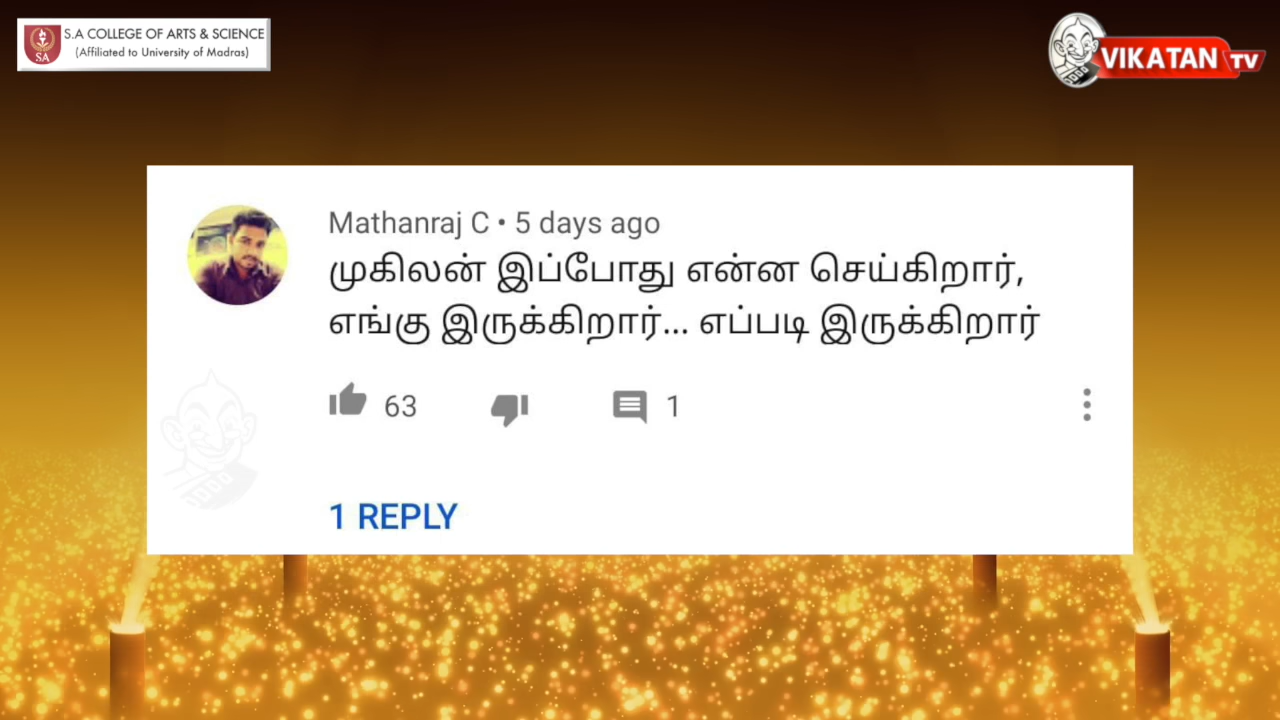 S.A COLLEGE OF ARTS & SCIENCE
(Affiliated to University of Madras)
SA
VIKATAN TV
Mathanraj C • 5 days ago
முகிலன் இப்போது என்ன செய்கிறார்,
எங்கு இருக்கிறார்... எப்படி இருக்கிறார்
63
1
1 REPLY